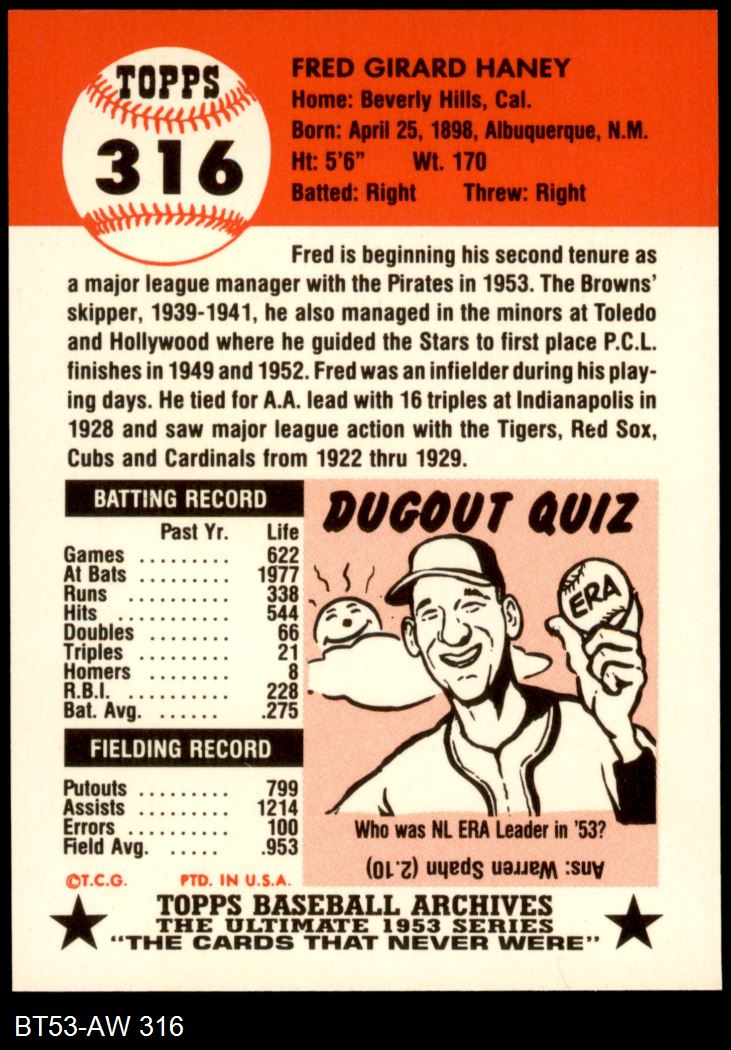 TOPPS
316
FRED GIRARD HANEY
Home: Beverly Hills, Cal.
Born: April 25, 1898, Albuquerque, N.M.
Ht: 5'6" Wt. 170
Batted: Right Threw: Right
Fred is beginning his second tenure as
a major league manager with the Pirates in 1953. The Browns'
skipper, 1939-1941, he also managed in the minors at Toledo
and Hollywood where he guided the Stars to first place P.C.L.
finishes in 1949 and 1952. Fred was an infielder during his play-
ing days. He tied for A.A. lead with 16 triples at Indianapolis in
1928 and saw major league action with the Tigers, Red Sox,
Cubs and Cardinals from 1922 thru 1929.
BATTING RECORD
Past Yr. Life
Games ......... 622
At Bats ......... 1977
Runs .......... 338
Hits ........... 544
Doubles ........ 66
Triples ......... 21
Homers ........ 8
R.B.I. .......... 228
Bat. Avg. ...... .275
FIELDING RECORD
Putouts ......... 799
Assists ......... 1214
Errors .......... 100
Field Avg. ..... .953
©T.C.G. PTD. IN U.S.A.
DUGOUT QUIZ
ERA
Who was NL ERA Leader in '53?
Ans: Warren Spahn (2.10)
TOPPS BASEBALL ARCHIVES
THE ULTIMATE 1953 SERIES
"THE CARDS THAT NEVER WERE"
BT53-AW 316